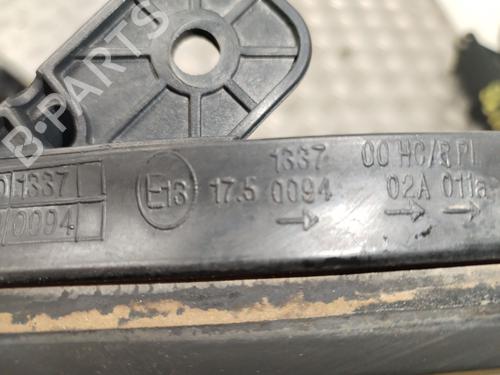 B-PARTS
1337 00 HC/R PL
1337 E13 17.5 0094 02A 011a
/0094